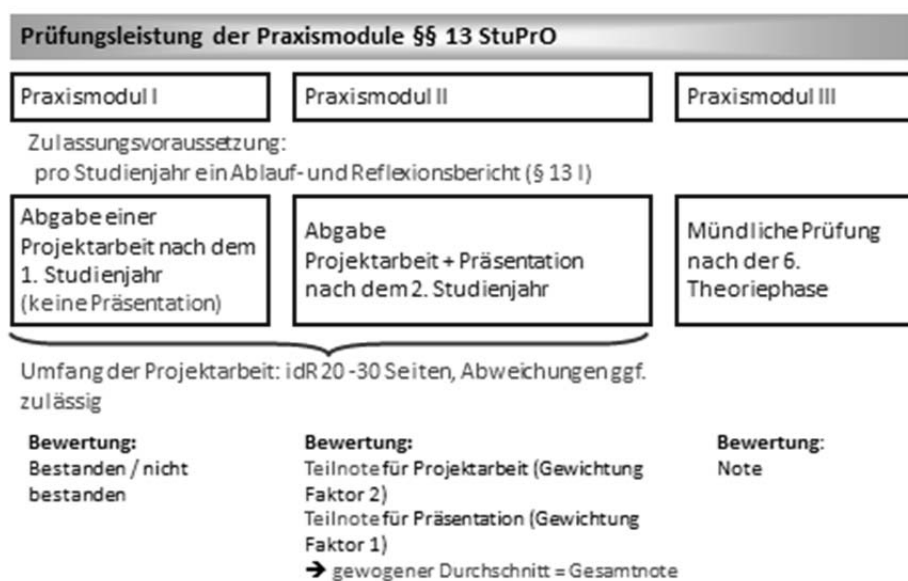 Prüfungsleistung der Praxismodule §§ 13 StuPrO
Praxismodul I
Praxismodul II
Praxismodul III
Zulassungsvoraussetzung:
pro Studienjahr ein Ablauf- und Reflexionsbericht (§ 13 I)
Abgabe einer
Projektarbeit nach dem
1. Studienjahr
(keine Präsentation)
Abgabe
Projektarbeit + Präsentation
nach dem 2. Studienjahr
Mündliche Prüfung
nach der 6.
Theoriephase
Umfang der Projektarbeit: idR 20 -30 Seiten, Abweichungen ggf.
zulässig
Bewertung:
Bestanden / nicht
bestanden
Bewertung:
Teilnote für Projektarbeit (Gewichtung
Faktor 2)
Teilnote für Präsentation (Gewichtung
Faktor 1)
➔ gewogener Durchschnitt = Gesamtnote
Bewertung:
Note